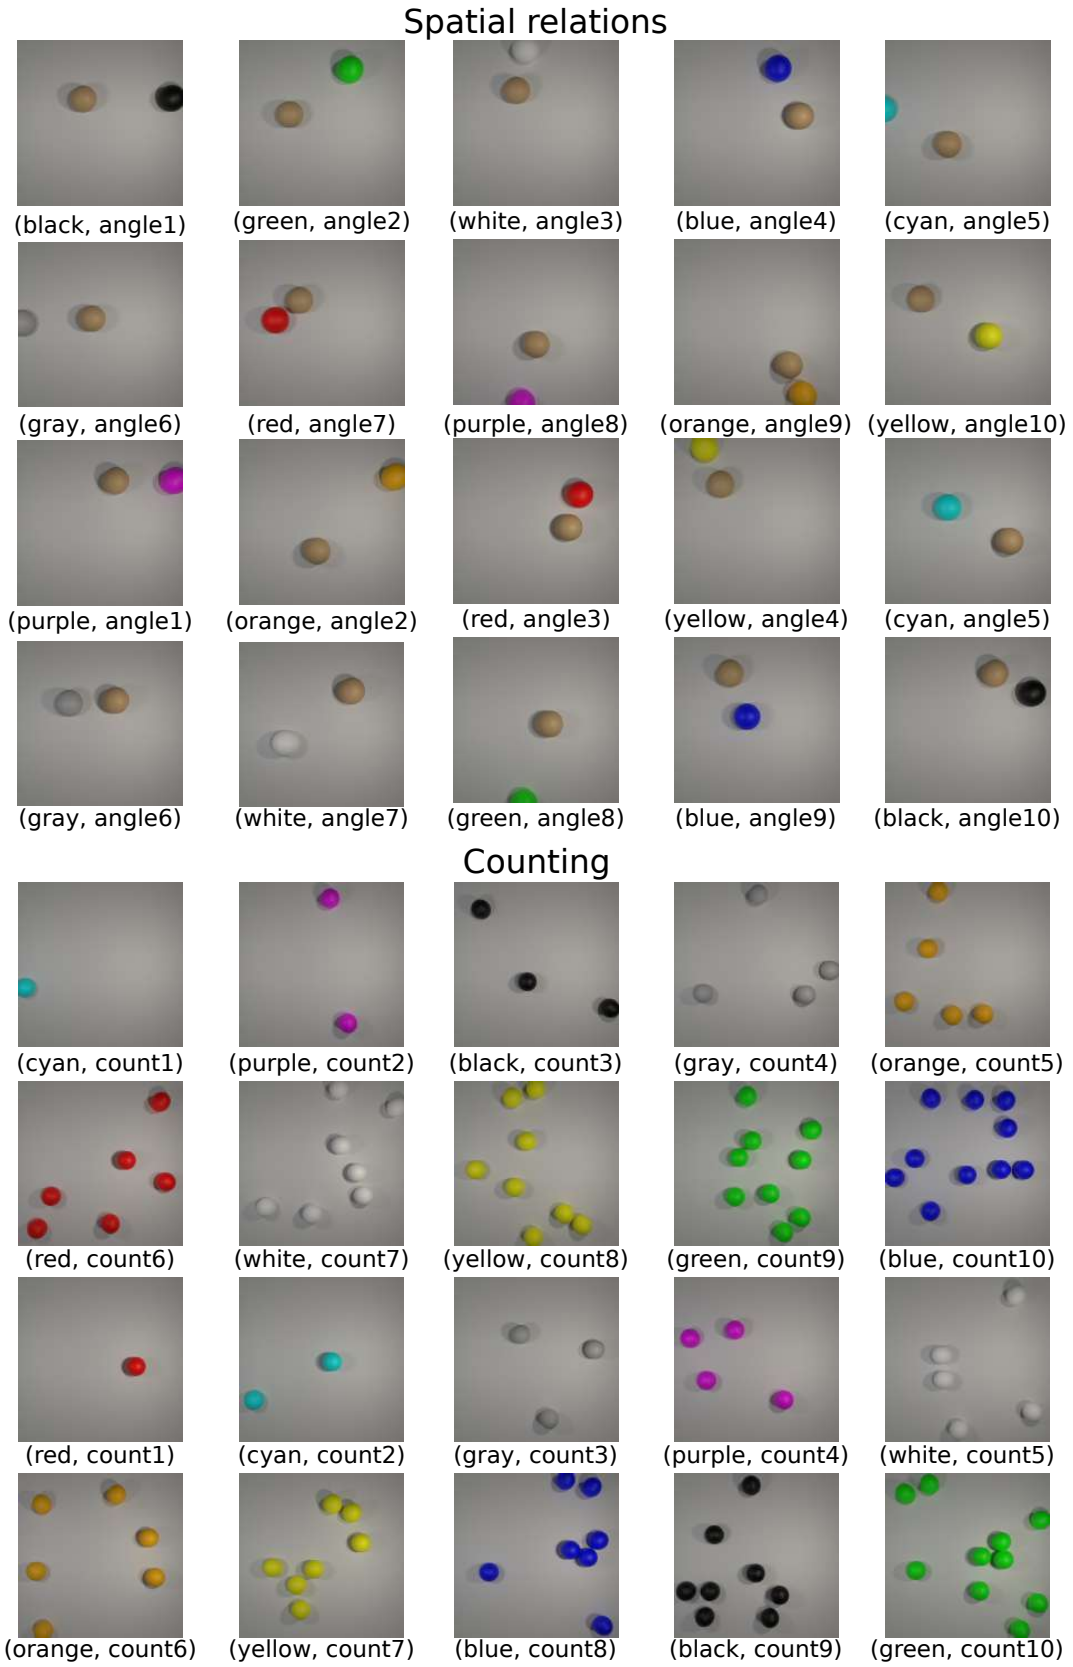 Spatial relations
(black, angle1) (green, angle2) (white, angle3) (blue, angle4) (cyan, angle5)
(gray, angle6) (red, angle7) (purple, angle8) (orange, angle9) (yellow, angle10)
(purple, angle1) (orange, angle2) (red, angle3) (yellow, angle4) (cyan, angle5)
(gray, angle6) (white, angle7) (green, angle8) (blue, angle9) (black, angle10)
Counting
(cyan, count1) (purple, count2) (black, count3) (gray, count4) (orange, count5)
(red, count6) (white, count7) (yellow, count8) (green, count9) (blue, count10)
(red, count1) (cyan, count2) (gray, count3) (purple, count4) (white, count5)
(orange, count6) (yellow, count7) (blue, count8) (black, count9) (green, count10)